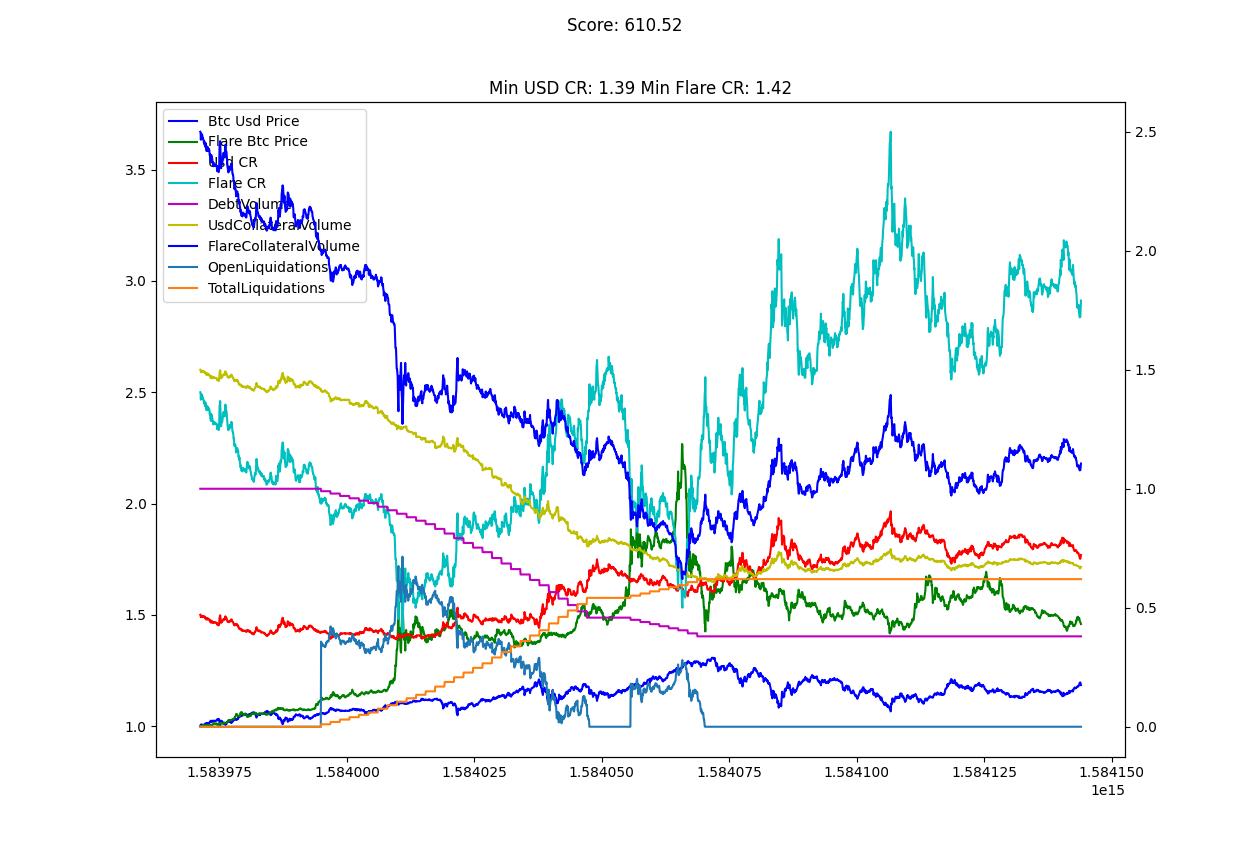 Score: 610.52
Min USD CR: 1.39 Min Flare CR: 1.42
Btc Usd Price
Flare Btc Price
Usd CR
Flare CR
DebtVolume
UsdCollateralVolume
FlareCollateralVolume
OpenLiquidations
TotalLiquidations
3.5
3.0
2.5
2.0
1.5
1.0
2.5
2.0
1.5
1.0
0.5
0.0
1.583975
1.584000
1.584025
1.584050
1.584075
1.584100
1.584125
1.584150
1e15